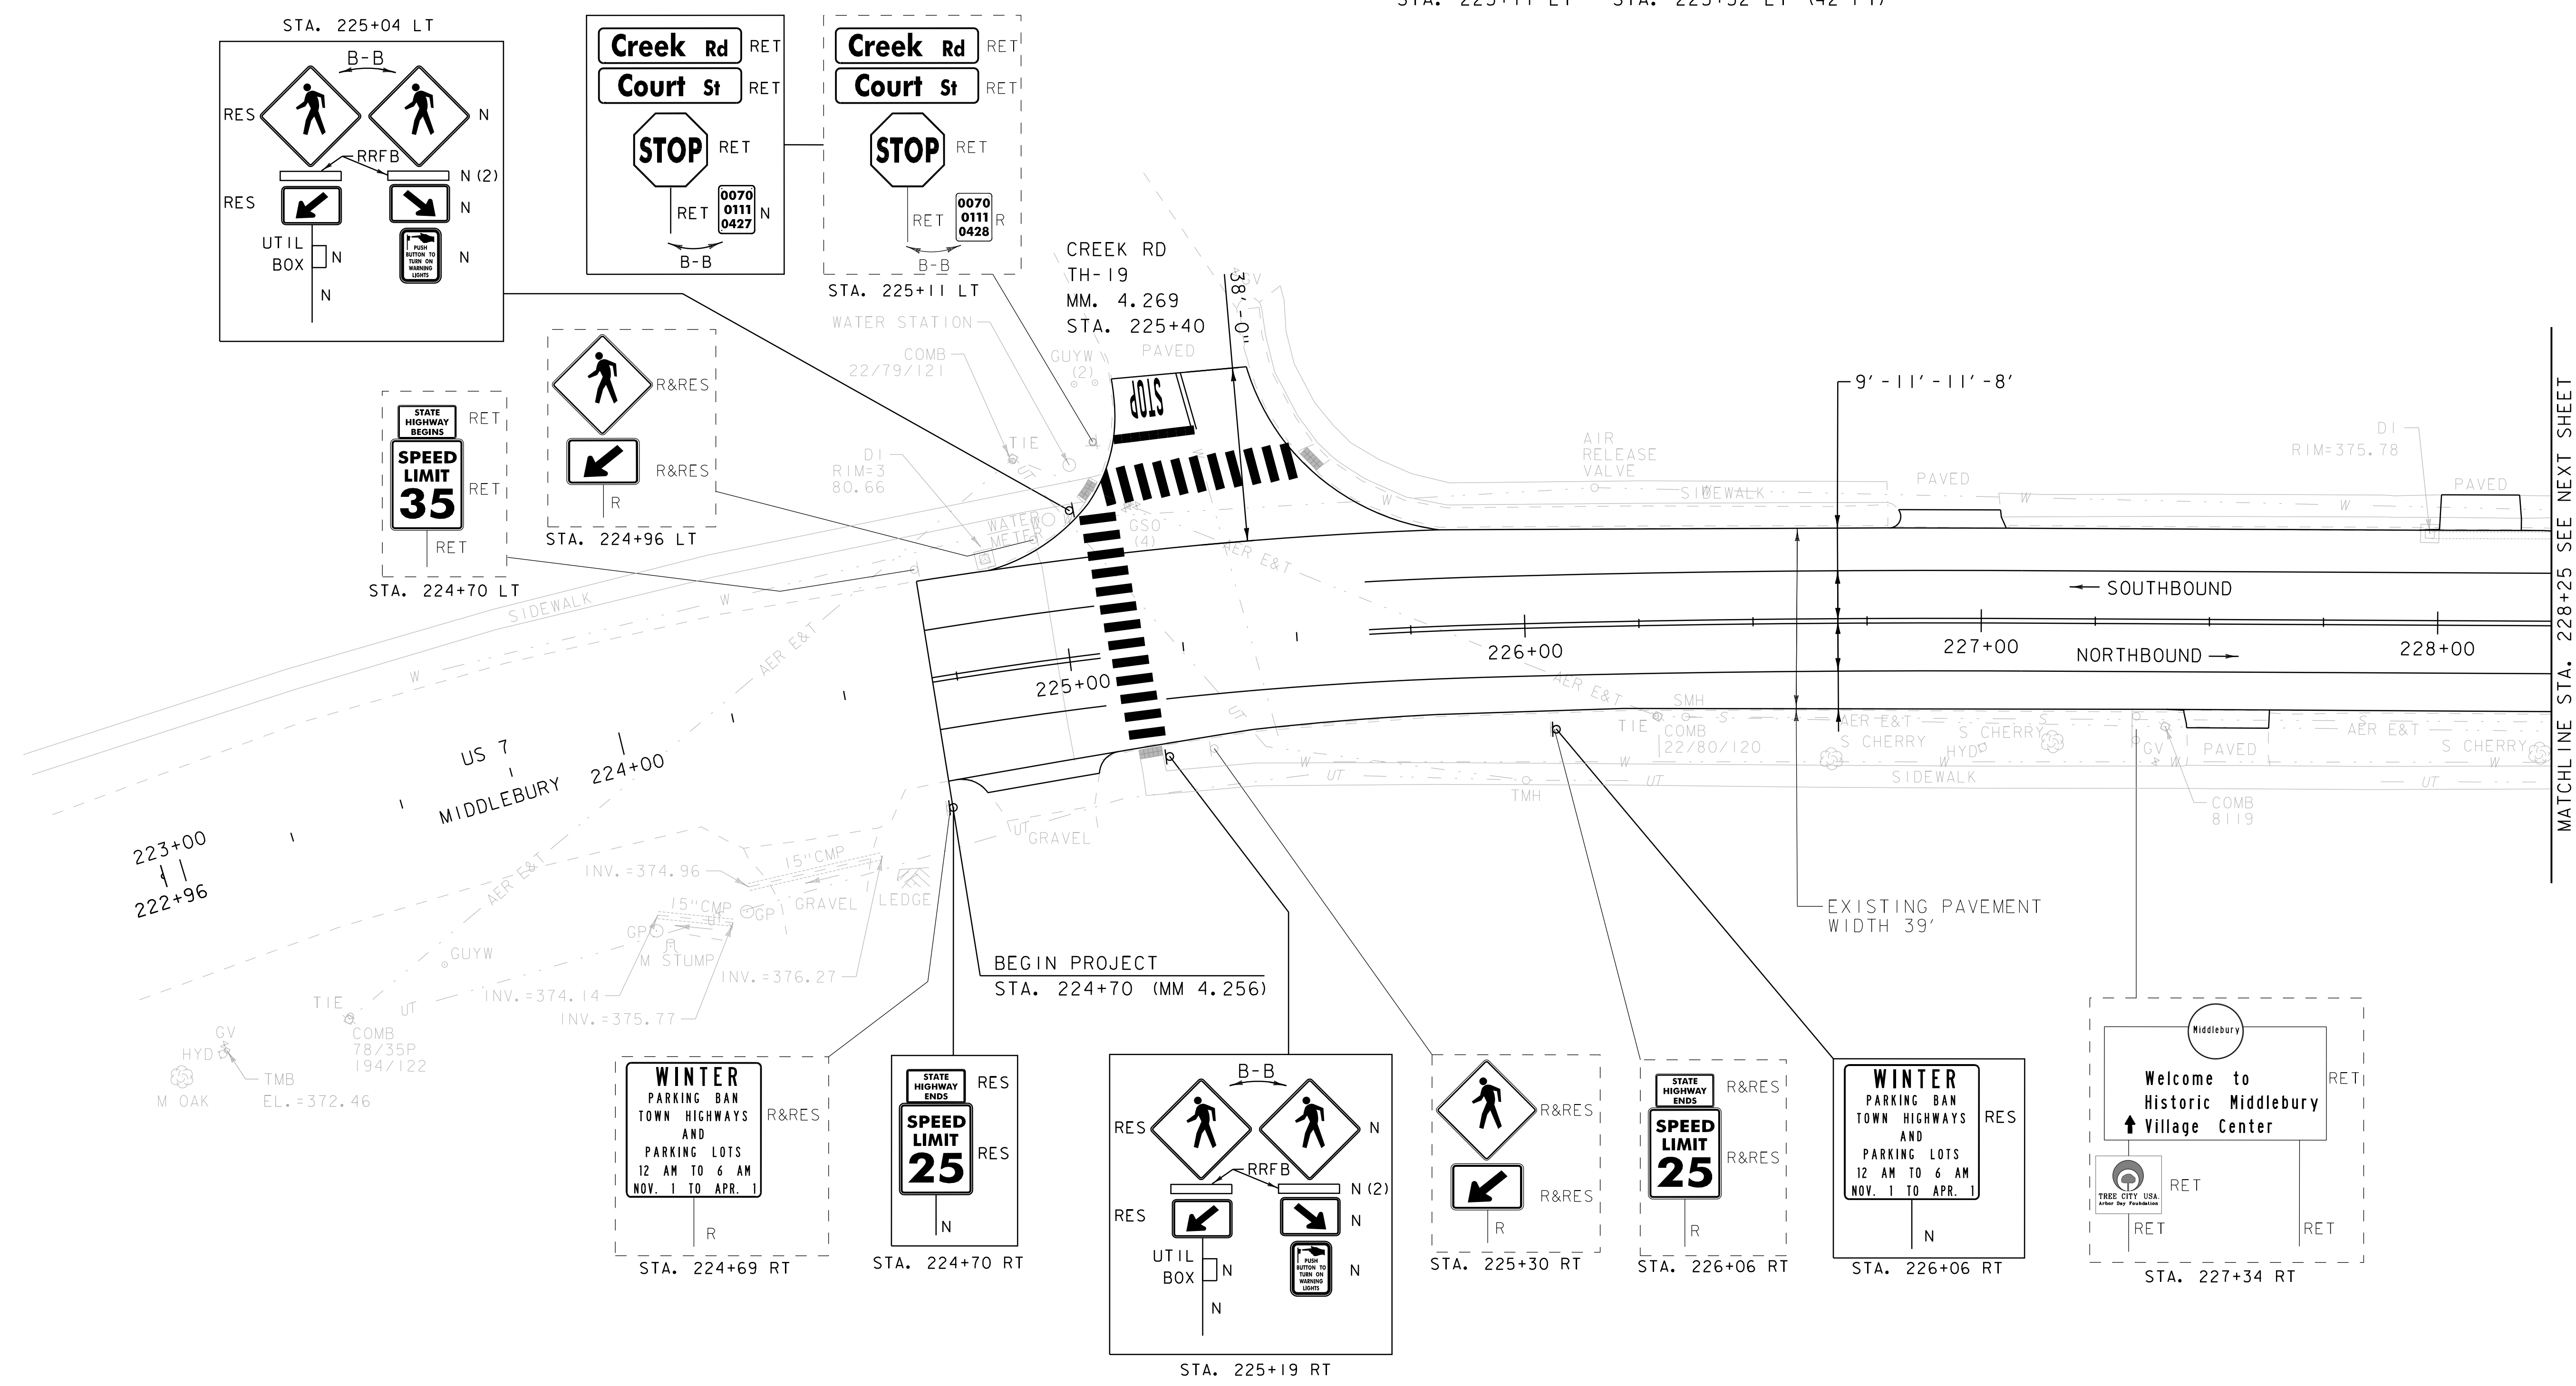 STA. 225+04 LT
B-B
RES
N
RRFB
N (2)
RES
N
UTIL
BOX
N
PUSH
BUTTON TO
TURN ON
WARNING
LIGHTS
N
N
Creek Rd RET
Court St RET
STOP RET
RET
0070
0111
0427
N
B-B
Creek Rd RET
Court St RET
STOP RET
RET
0070
0111
0428
R
B-B
STA. 225+11 LT
CREEK RD
TH-19
MM. 4.269
STA. 225+40
38'-0"
PAVED
WATER STATION
COMB
22/79/121
GUYW
(2)
TIE
UT
DI
RIM=3
80.66
WATER
METER
GSO
(4)
STOP
R&RES
R&RES
R
STA. 224+96 LT
STATE
HIGHWAY
BEGINS
RET
SPEED
LIMIT
35
RET
RET
STA. 224+70 LT
9'-11'-11'-8'
AIR
RELEASE
VALVE
SIDEWALK
W
PAVED
W
W
DI
RIM=375.78
PAVED
MATCHLINE STA. 228+25 SEE NEXT SHEET
SOUTHBOUND
NORTHBOUND
225+00
226+00
227+00
228+00
AER E&T
AER E&T
SIDEWALK
W
W
AER E&T
AER E&T
US 7
MIDDLEBURY
224+00
223+00
222+96
SMH
S
TIE
COMB
22/80/120
AER E&T
S CHERRY
HYD
S CHERRY
S
GV
PAVED
S
AER E&T
S CHERRY
W
W
W
W
UT
UT
TMH
UT
SIDEWALK
UT
COMB
8119
UT
GRAVEL
INV.=374.96
15"CMP
GRAVEL
LEDGE
15"CMP
UT
GP
GP
M STUMP
GUYW
INV.=376.27
INV.=374.14
INV.=375.77
TIE
UT
COMB
78/35P
194/122
GV
HYD
M OAK
TMB
EL.=372.46
EXISTING PAVEMENT
WIDTH 39'
BEGIN PROJECT
STA. 224+70 (MM 4.256)
WINTER
PARKING BAN
TOWN HIGHWAYS
AND
PARKING LOTS
12 AM TO 6 AM
NOV. 1 TO APR. 1
R&RES
R
STA. 224+69 RT
STATE
HIGHWAY
ENDS
RES
SPEED
LIMIT
25
RES
N
STA. 224+70 RT
B-B
RES
N
RRFB
N (2)
RES
N
UTIL
BOX
N
PUSH
BUTTON TO
TURN ON
WARNING
LIGHTS
N
N
STA. 225+19 RT
R&RES
R&RES
R
STA. 225+30 RT
STATE
HIGHWAY
ENDS
R&RES
SPEED
LIMIT
25
R&RES
R
STA. 226+06 RT
WINTER
PARKING BAN
TOWN HIGHWAYS
AND
PARKING LOTS
12 AM TO 6 AM
NOV. 1 TO APR. 1
RES
N
STA. 226+06 RT
Middlebury
Welcome to
Historic Middlebury
Village Center
RET
TREE CITY USA
Arbor Day Foundation
RET
RET
RET
STA. 227+34 RT